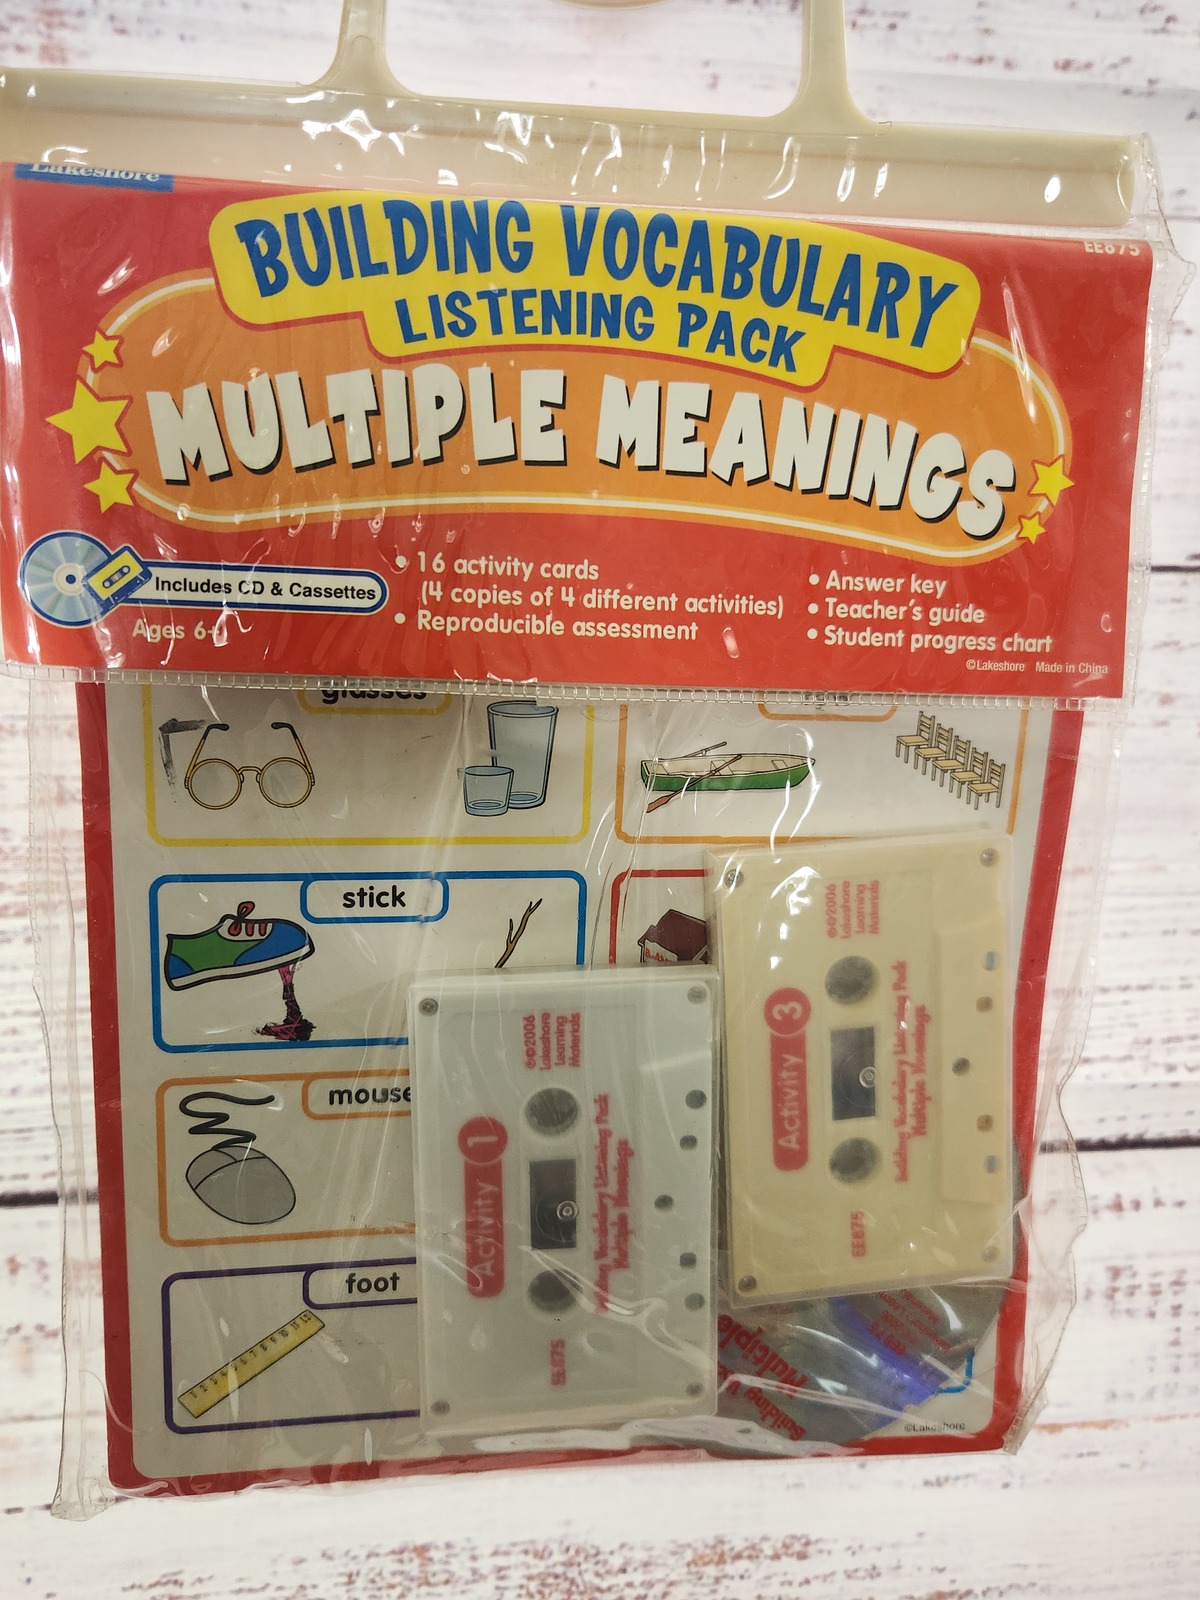 Lakeshore
EE875
BUILDING VOCABULARY
LISTENING PACK
MULTIPLE MEANINGS
Includes CD & Cassettes
Ages 6+
• 16 activity cards
(4 copies of 4 different activities)
• Reproducible assessment
• Answer key
• Teacher's guide
• Student progress chart
©Lakeshore Made in China
glasses
stick
mouse
foot
Activity 1
℗©2006
Lakeshore
Learning
Materials
Building Vocabulary Listening Pack
Multiple Meanings
EE875
Activity 3
℗©2006
Lakeshore
Learning
Materials
Building Vocabulary Listening Pack
Multiple Meanings
EE875
Building V
Multiple
©Lakeshore